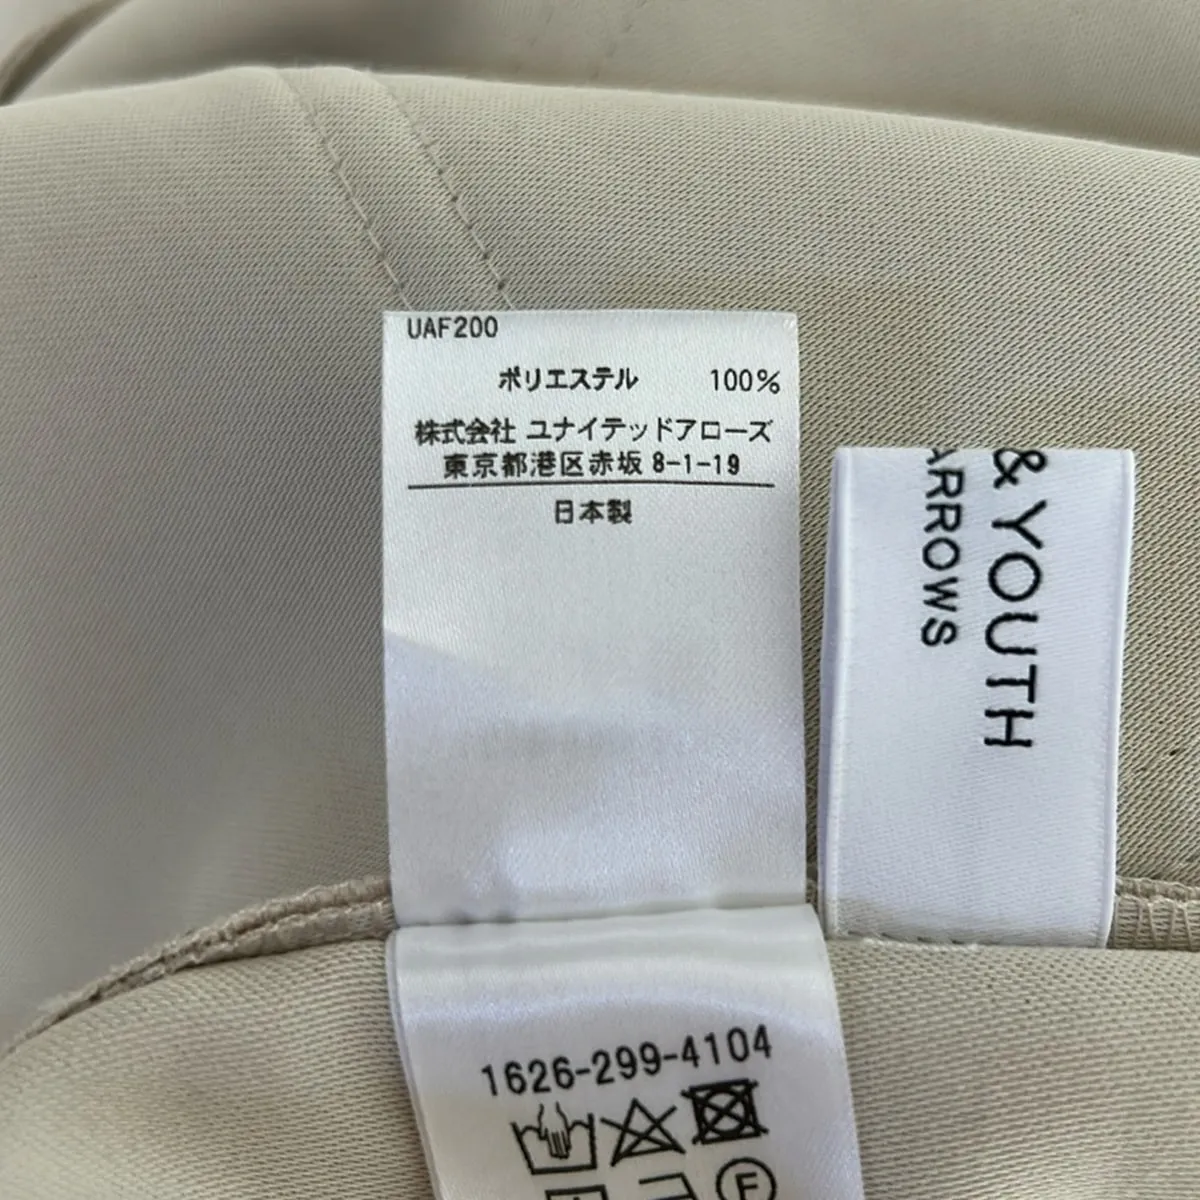 UAF200
ポリエステル 100%
株式会社 ユナイテッドアローズ
東京都港区赤坂 8-1-19
日本製
& YOUTH
ARROWS
1626-299-4104
F